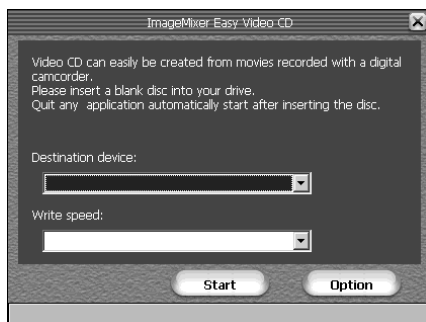 ImageMixer Easy Video CD
Video CD can easily be created from movies recorded with a digital
camcorder.
Please insert a blank disc into your drive.
Quit any application automatically start after inserting the disc.
Destination device:
Write speed:
Start Option